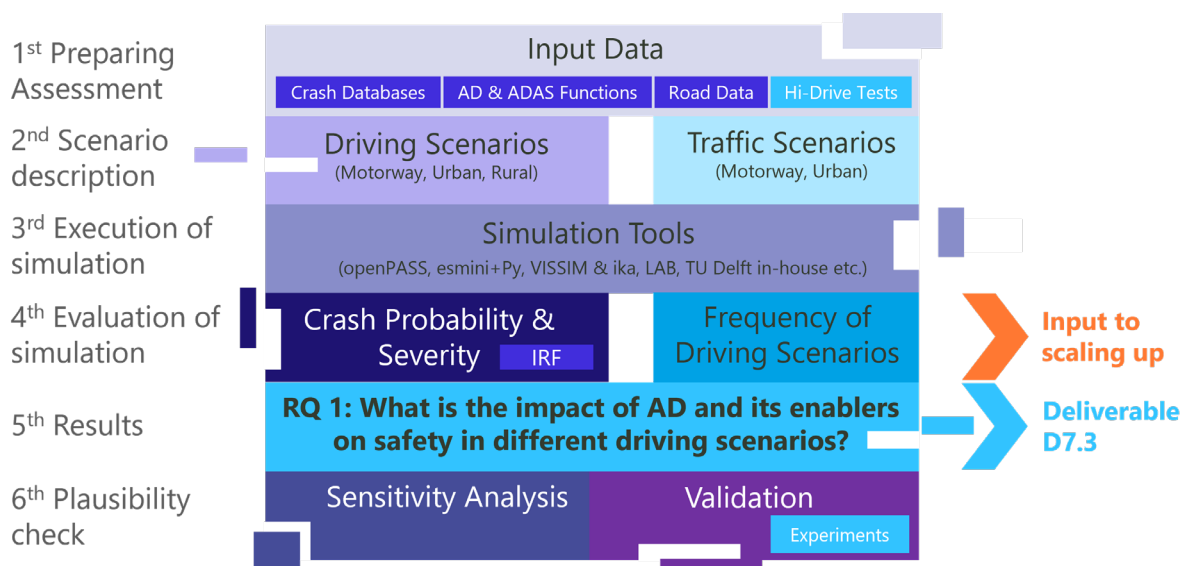 1st Preparing
Assessment
Input Data
Crash Databases
AD & ADAS Functions
Road Data
Hi-Drive Tests
2nd Scenario
description
Driving Scenarios
(Motorway, Urban, Rural)
Traffic Scenarios
(Motorway, Urban)
3rd Execution of
simulation
Simulation Tools
(openPASS, esmini+Py, VISSIM & ika, LAB, TU Delft in-house etc.)
4th Evaluation of
simulation
Crash Probability &
Severity
IRF
Frequency of
Driving Scenarios
Input to
scaling up
5th Results
RQ 1: What is the impact of AD and its enablers
on safety in different driving scenarios?
Deliverable
D7.3
6th Plausibility
check
Sensitivity Analysis
Validation
Experiments